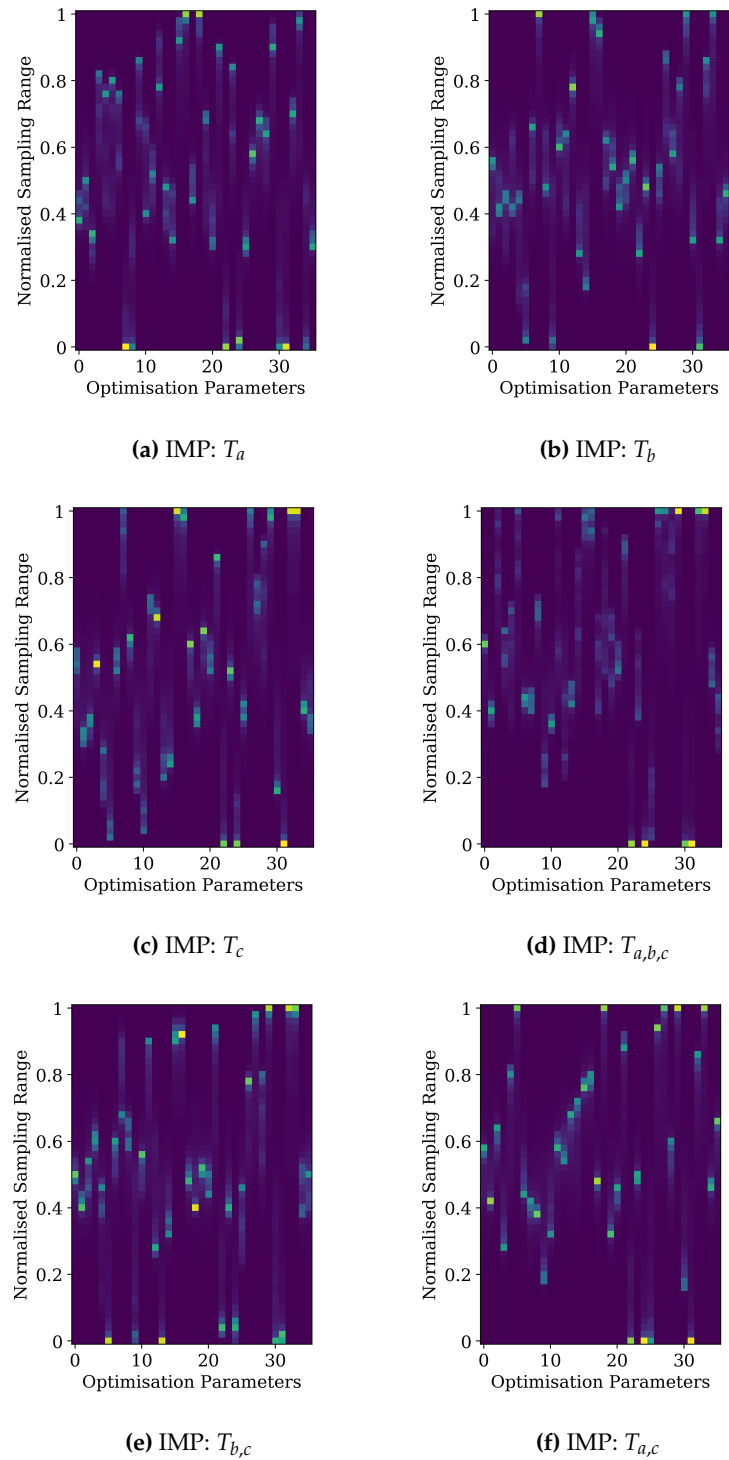 1
0.8
0.6
0.4
0.2
0
0 10 20 30
Normalised Sampling Range
Optimisation Parameters
(a) IMP: T_a
1
0.8
0.6
0.4
0.2
0
0 10 20 30
Normalised Sampling Range
Optimisation Parameters
(b) IMP: T_b
1
0.8
0.6
0.4
0.2
0
0 10 20 30
Normalised Sampling Range
Optimisation Parameters
(c) IMP: T_c
1
0.8
0.6
0.4
0.2
0
0 10 20 30
Normalised Sampling Range
Optimisation Parameters
(d) IMP: T_{a,b,c}
1
0.8
0.6
0.4
0.2
0
0 10 20 30
Normalised Sampling Range
Optimisation Parameters
(e) IMP: T_{b,c}
1
0.8
0.6
0.4
0.2
0
0 10 20 30
Normalised Sampling Range
Optimisation Parameters
(f) IMP: T_{a,c}